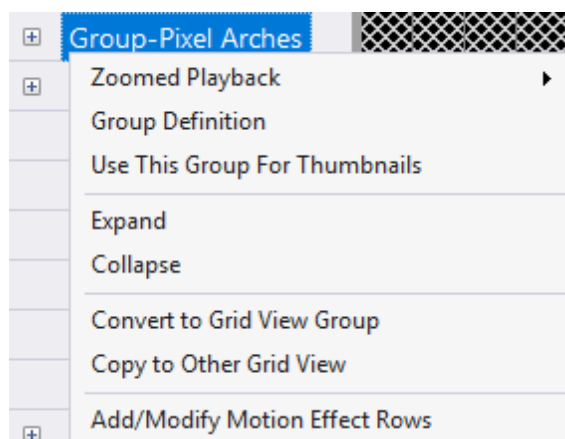 Group-Pixel Arches
Zoomed Playback
Group Definition
Use This Group For Thumbnails
Expand
Collapse
Convert to Grid View Group
Copy to Other Grid View
Add/Modify Motion Effect Rows